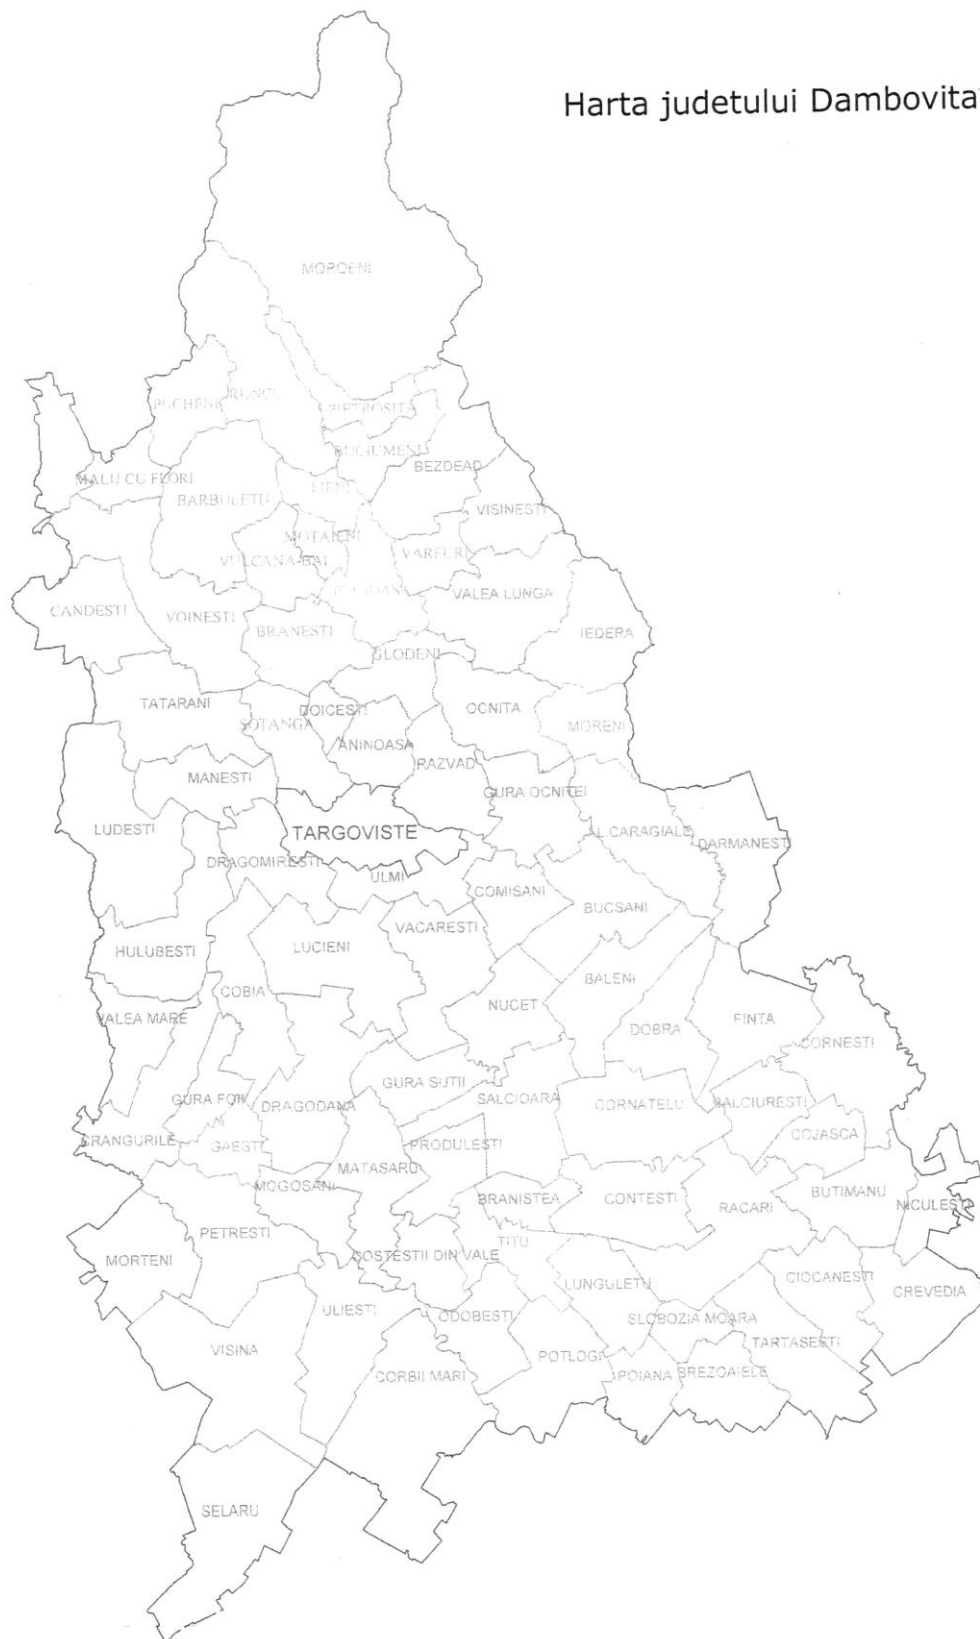 Harta judetului Dambovita
MOROENI
PUCHENI
RUNCU
PIETROSITA
BUCIUMENI
BEZDEAD
MALU CU FLORI
BARBULETU
FIENI
VISINESTI
MOTAIENI
VULCANA-BAI
VARFURI
CANDESTI
VOINESTI
BRANESTI
VALEA LUNGA
IEDERA
GLODENI
TATARANI
SOTANGA
DOICESTI
OCNITA
MORENI
ANINOASA
RAZVAD
MANESTI
GURA OCNITEI
LUDESTI
TARGOVISTE
I.L.CARAGIALE
DARMANESTI
DRAGOMIRESTI
ULMI
COMISANI
BUCSANI
HULUBESTI
LUCIENI
VACARESTI
COBIA
NUCET
BALENI
VALEA MARE
DOBRA
FINTA
CORNESTI
GURA FOII
DRAGODANA
GURA SUTII
SALCIOARA
CORNATELU
BALCIURESTI
CRANGURILE
GAESTI
MATASARU
PRODULESTI
COJASCA
MOGOSANI
BRANISTEA
CONTESTI
RACARI
BUTIMANU
NICULESTI
PETRESTI
MORTENI
COSTESTII DIN VALE
TITU
LUNGULETU
CIOCANESTI
CREVEDIA
ULIESTI
ODOBESTI
SLOBOZIA MOARA
VISINA
CORBII MARI
POTLOGI
POIANA
BREZOAIELE
TARTASESTI
SELARU